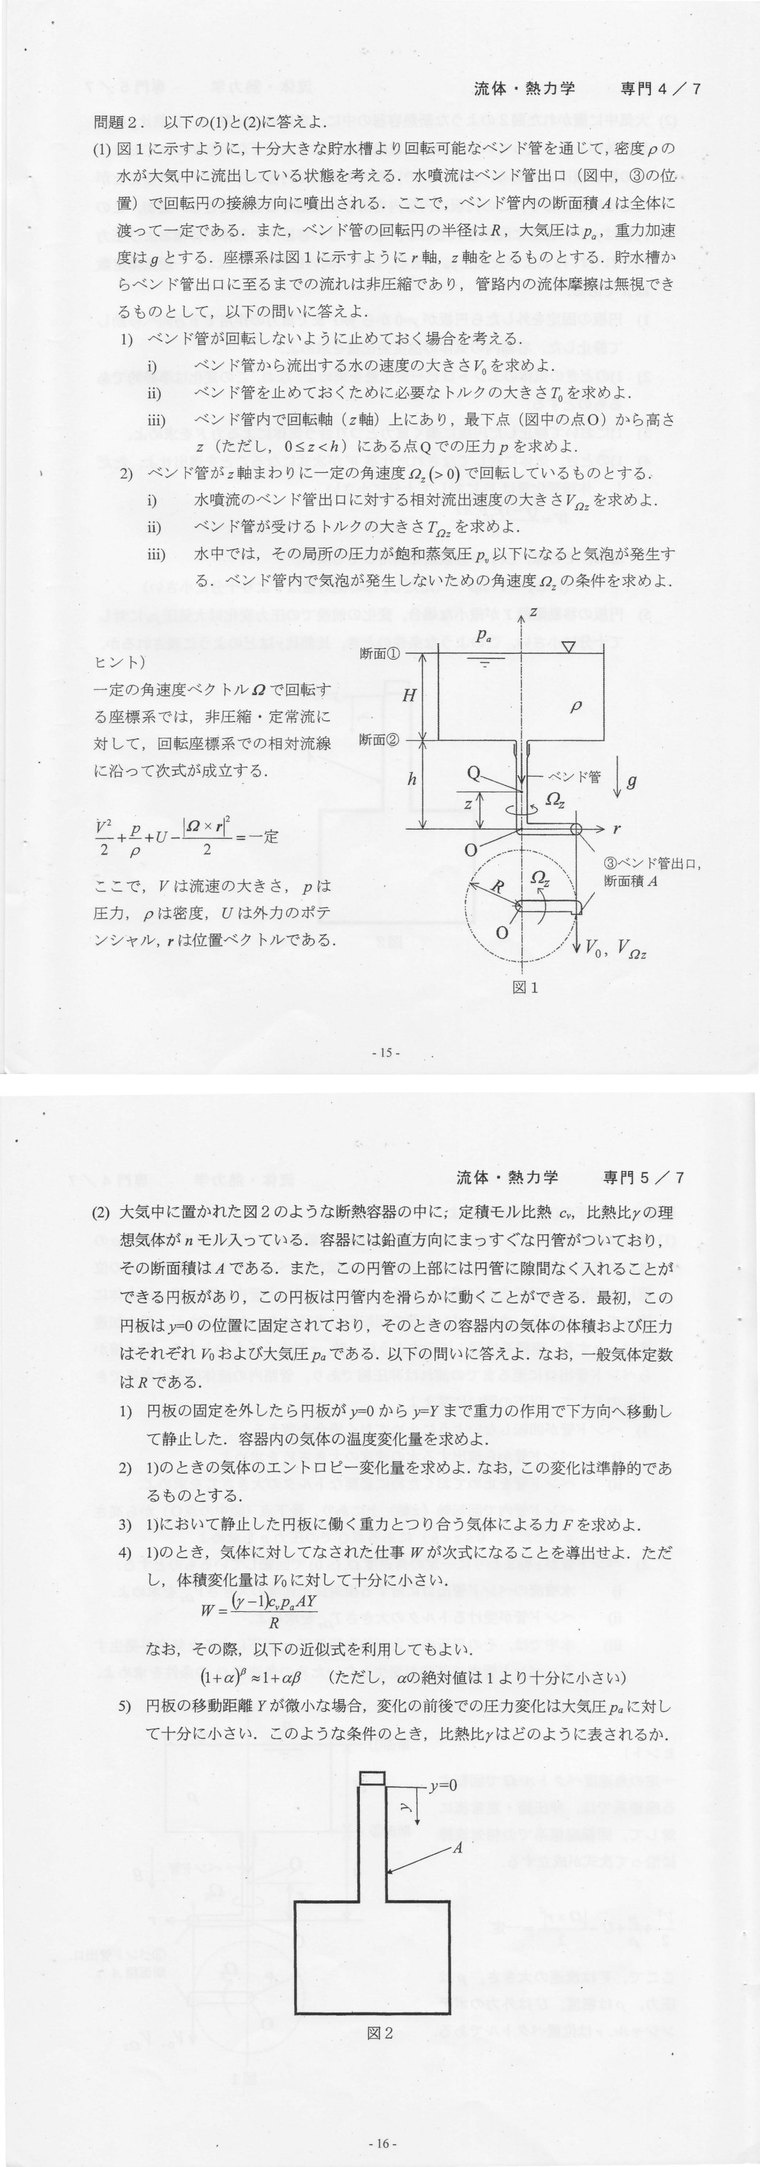 流体・熱力学　　専門４／７
問題２．　以下の(1)と(2)に答えよ．
(1) 図１に示すように，十分大きな貯水槽より回転可能なベンド管を通じて，密度ρの
水が大気中に流出している状態を考える．水噴流はベンド管出口（図中，③の位
置）で回転円の接線方向に噴出される．ここで，ベンド管内の断面積Aは全体に
渡って一定である．また，ベンド管の回転円の半径はR，大気圧はpₐ，重力加速
度はgとする．座標系は図１に示すようにr軸，z軸をとるものとする．貯水槽か
らベンド管出口に至るまでの流れは非圧縮であり，管路内の流体摩擦は無視でき
るものとして，以下の問いに答えよ．
1)　ベンド管が回転しないように止めておく場合を考える．
i)　ベンド管から流出する水の速度の大きさV₀を求めよ．
ii)　ベンド管を止めておくために必要なトルクの大きさT₀を求めよ．
iii)　ベンド管内で回転軸（z軸）上にあり，最下点（図中の点O）から高さ
z（ただし，0≤z<h）にある点Qでの圧力pを求めよ．
2)　ベンド管がz軸まわりに一定の角速度Ω_z(>0)で回転しているものとする．
i)　水噴流のベンド管出口に対する相対流出速度の大きさV_Ωzを求めよ．
ii)　ベンド管が受けるトルクの大きさT_Ωzを求めよ．
iii)　水中では，その局所の圧力が飽和蒸気圧pᵥ以下になると気泡が発生す
る．ベンド管内で気泡が発生しないための角速度Ω_zの条件を求めよ．
ヒント）
一定の角速度ベクトルΩで回転す
る座標系では，非圧縮・定常流に
対して，回転座標系での相対流線
に沿って次式が成立する．
V²/2+p/ρ+U−|Ω×r|²/2=一定
ここで，Vは流速の大きさ，pは
圧力，ρは密度，Uは外力のポテ
ンシャル，rは位置ベクトルである．
z
pₐ
断面①
H
ρ
断面②
h
Q
ベンド管
g
z
Ω_z
r
O
③ベンド管出口，
断面積A
R
Ω_z
O
V₀，V_Ωz
図１
- 15 -
流体・熱力学　　専門５／７
(2) 大気中に置かれた図２のような断熱容器の中に，定積モル比熱 cᵥ，比熱比γの理
想気体がnモル入っている．容器には鉛直方向にまっすぐな円管がついており，
その断面積はAである．また，この円管の上部には円管に隙間なく入れることが
できる円板があり，この円板は円管内を滑らかに動くことができる．最初，この
円板はy=0の位置に固定されており，そのときの容器内の気体の体積および圧力
はそれぞれV₀および大気圧pₐである．以下の問いに答えよ．なお，一般気体定数
はRである．
1)　円板の固定を外したら円板がy=0からy=Yまで重力の作用で下方向へ移動し
て静止した．容器内の気体の温度変化量を求めよ．
2)　1)のときの気体のエントロピー変化量を求めよ．なお，この変化は準静的であ
るものとする．
3)　1)において静止した円板に働く重力とつり合う気体による力Fを求めよ．
4)　1)のとき，気体に対してなされた仕事Wが次式になることを導出せよ．ただ
し，体積変化量はV₀に対して十分に小さい．
W=(γ−1)cᵥpₐAY/R
なお，その際，以下の近似式を利用してもよい．
(1+α)^β≈1+αβ　（ただし，αの絶対値は１より十分に小さい）
5)　円板の移動距離Yが微小な場合，変化の前後での圧力変化は大気圧pₐに対し
て十分に小さい．このような条件のとき，比熱比γはどのように表されるか．
y=0
y
A
図２
- 16 -